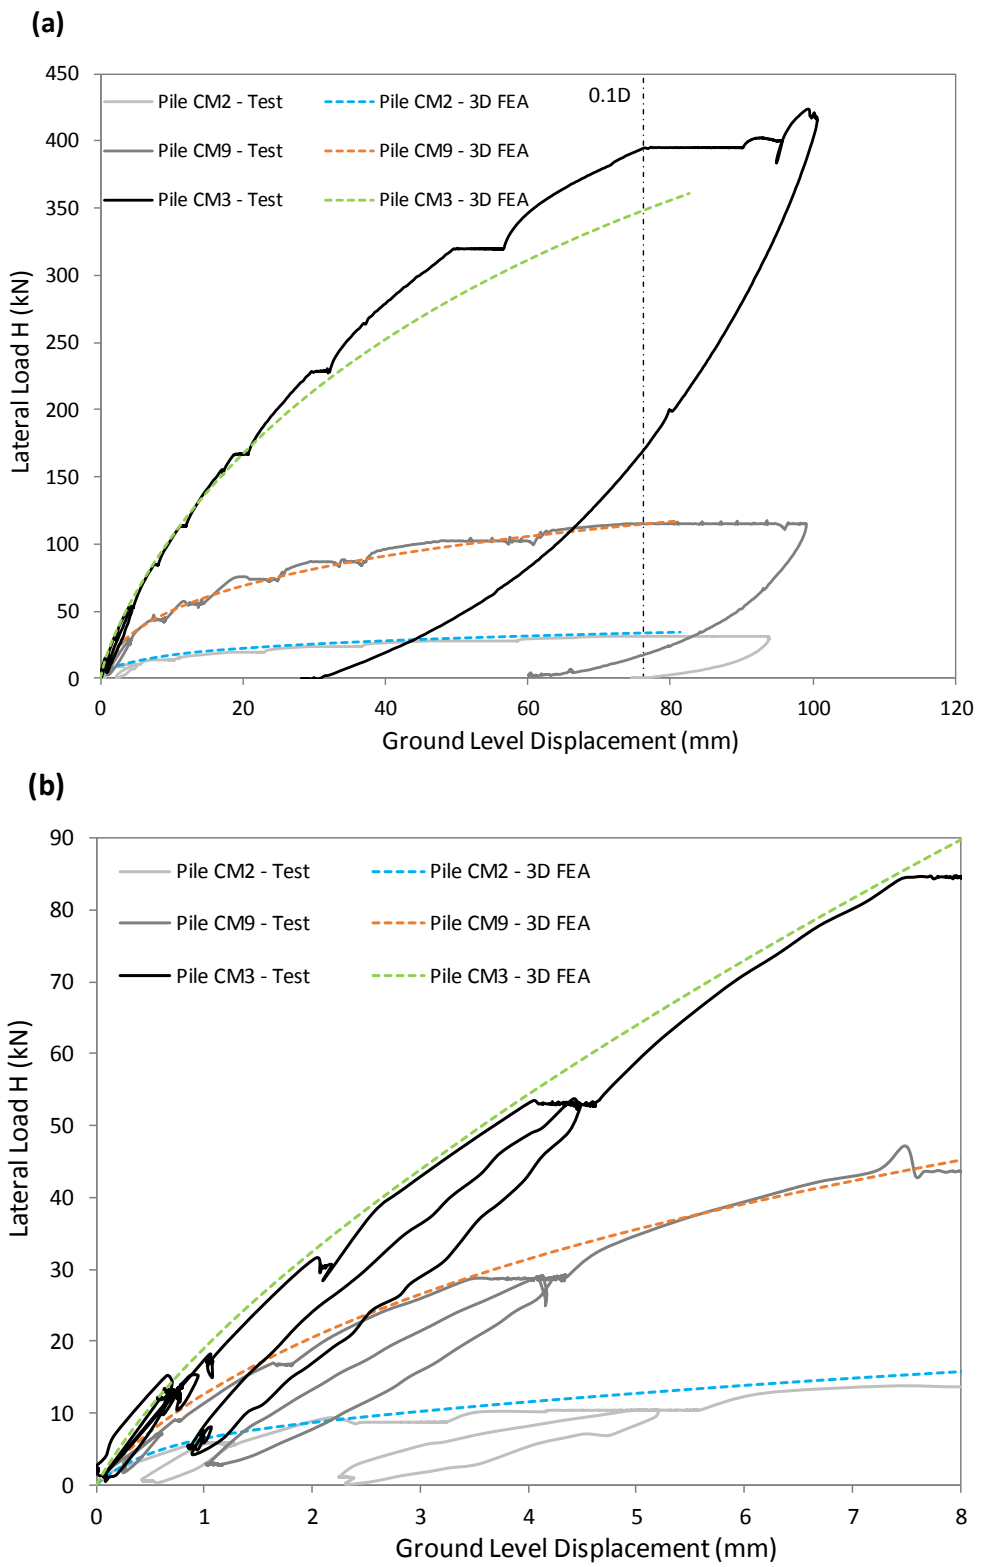 (a)
450
400
350
300
250
200
150
100
50
0
Lateral Load H (kN)
Pile CM2 - Test
Pile CM2 - 3D FEA
Pile CM9 - Test
Pile CM9 - 3D FEA
Pile CM3 - Test
Pile CM3 - 3D FEA
0.1D
0
20
40
60
80
100
120
Ground Level Displacement (mm)
(b)
90
80
70
60
50
40
30
20
10
0
Lateral Load H (kN)
Pile CM2 - Test
Pile CM2 - 3D FEA
Pile CM9 - Test
Pile CM9 - 3D FEA
Pile CM3 - Test
Pile CM3 - 3D FEA
0
1
2
3
4
5
6
7
8
Ground Level Displacement (mm)